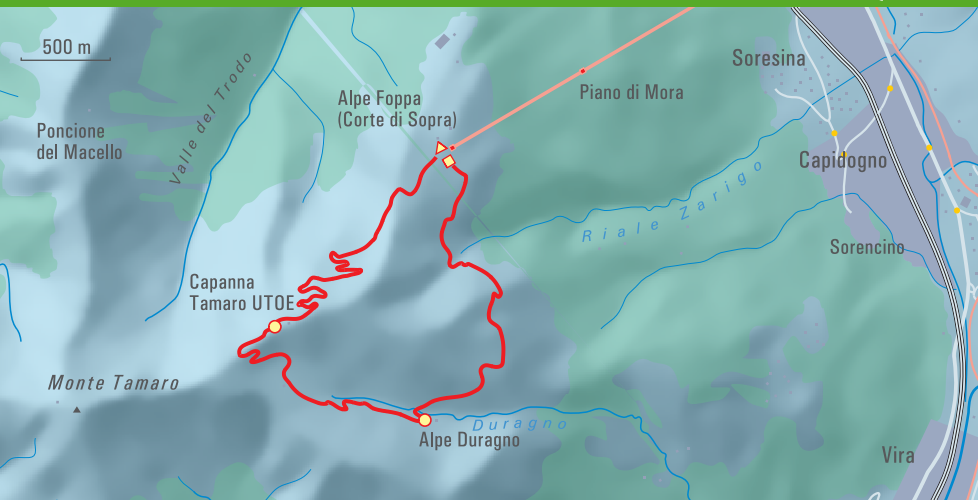 500 m
Soresina
Alpe Foppa
(Corte di Sopra)
Piano di Mora
Poncione
del Macello
Valle del Trodo
Capidogno
Riale Zarigo
Sorencino
Capanna
Tamaro UTOE
Monte Tamaro
Duragno
Alpe Duragno
Vira